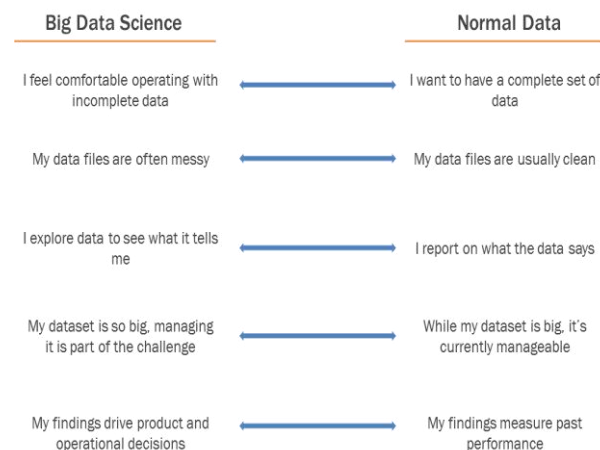 Big Data Science
Normal Data
I feel comfortable operating with
incomplete data
I want to have a complete set of
data
My data files are often messy
My data files are usually clean
I explore data to see what it tells
me
I report on what the data says
My dataset is so big, managing
it is part of the challenge
While my dataset is big, it's
currently manageable
My findings drive product and
operational decisions
My findings measure past
performance